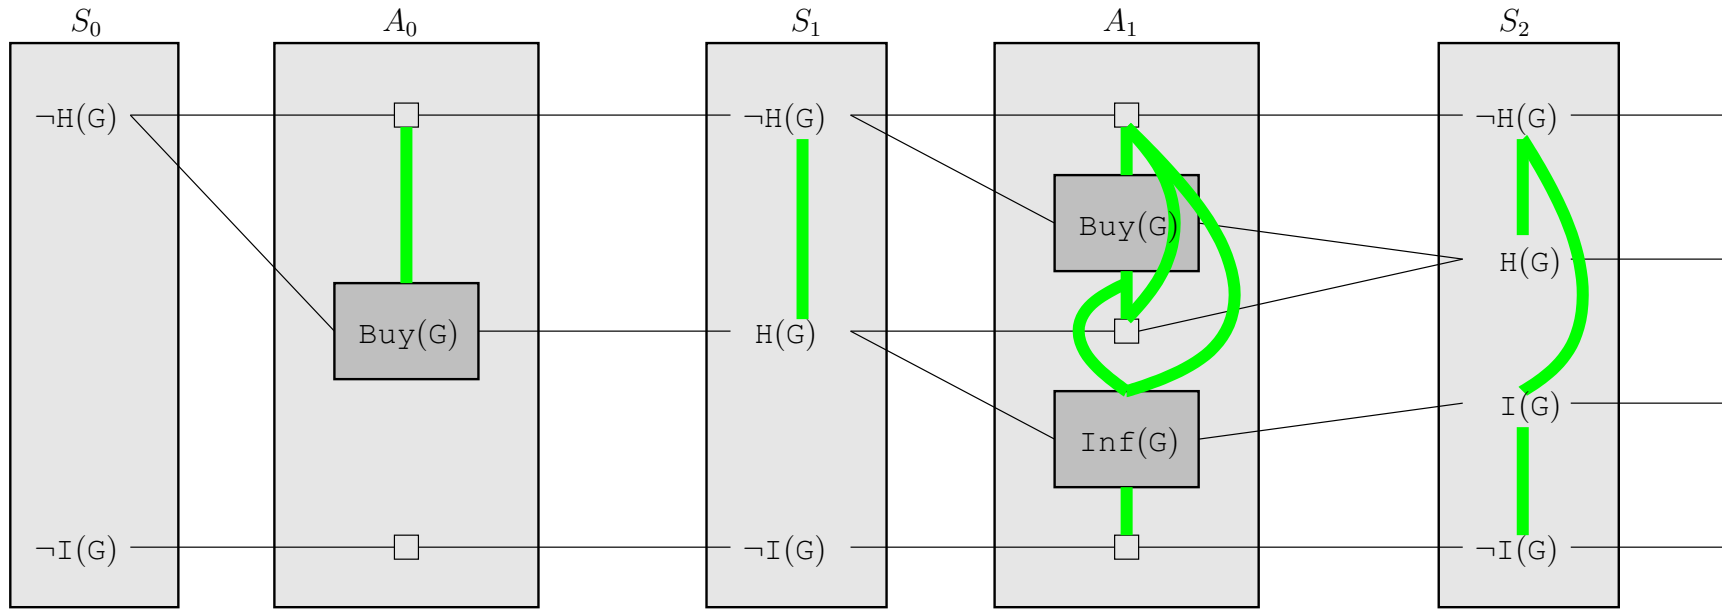 S₀ A₀ S₁ A₁ S₂
¬H(G) ¬H(G) ¬H(G)
Buy(G) H(G)
Buy(G) H(G)
I(G)
Inf(G)
¬I(G) ¬I(G) ¬I(G)